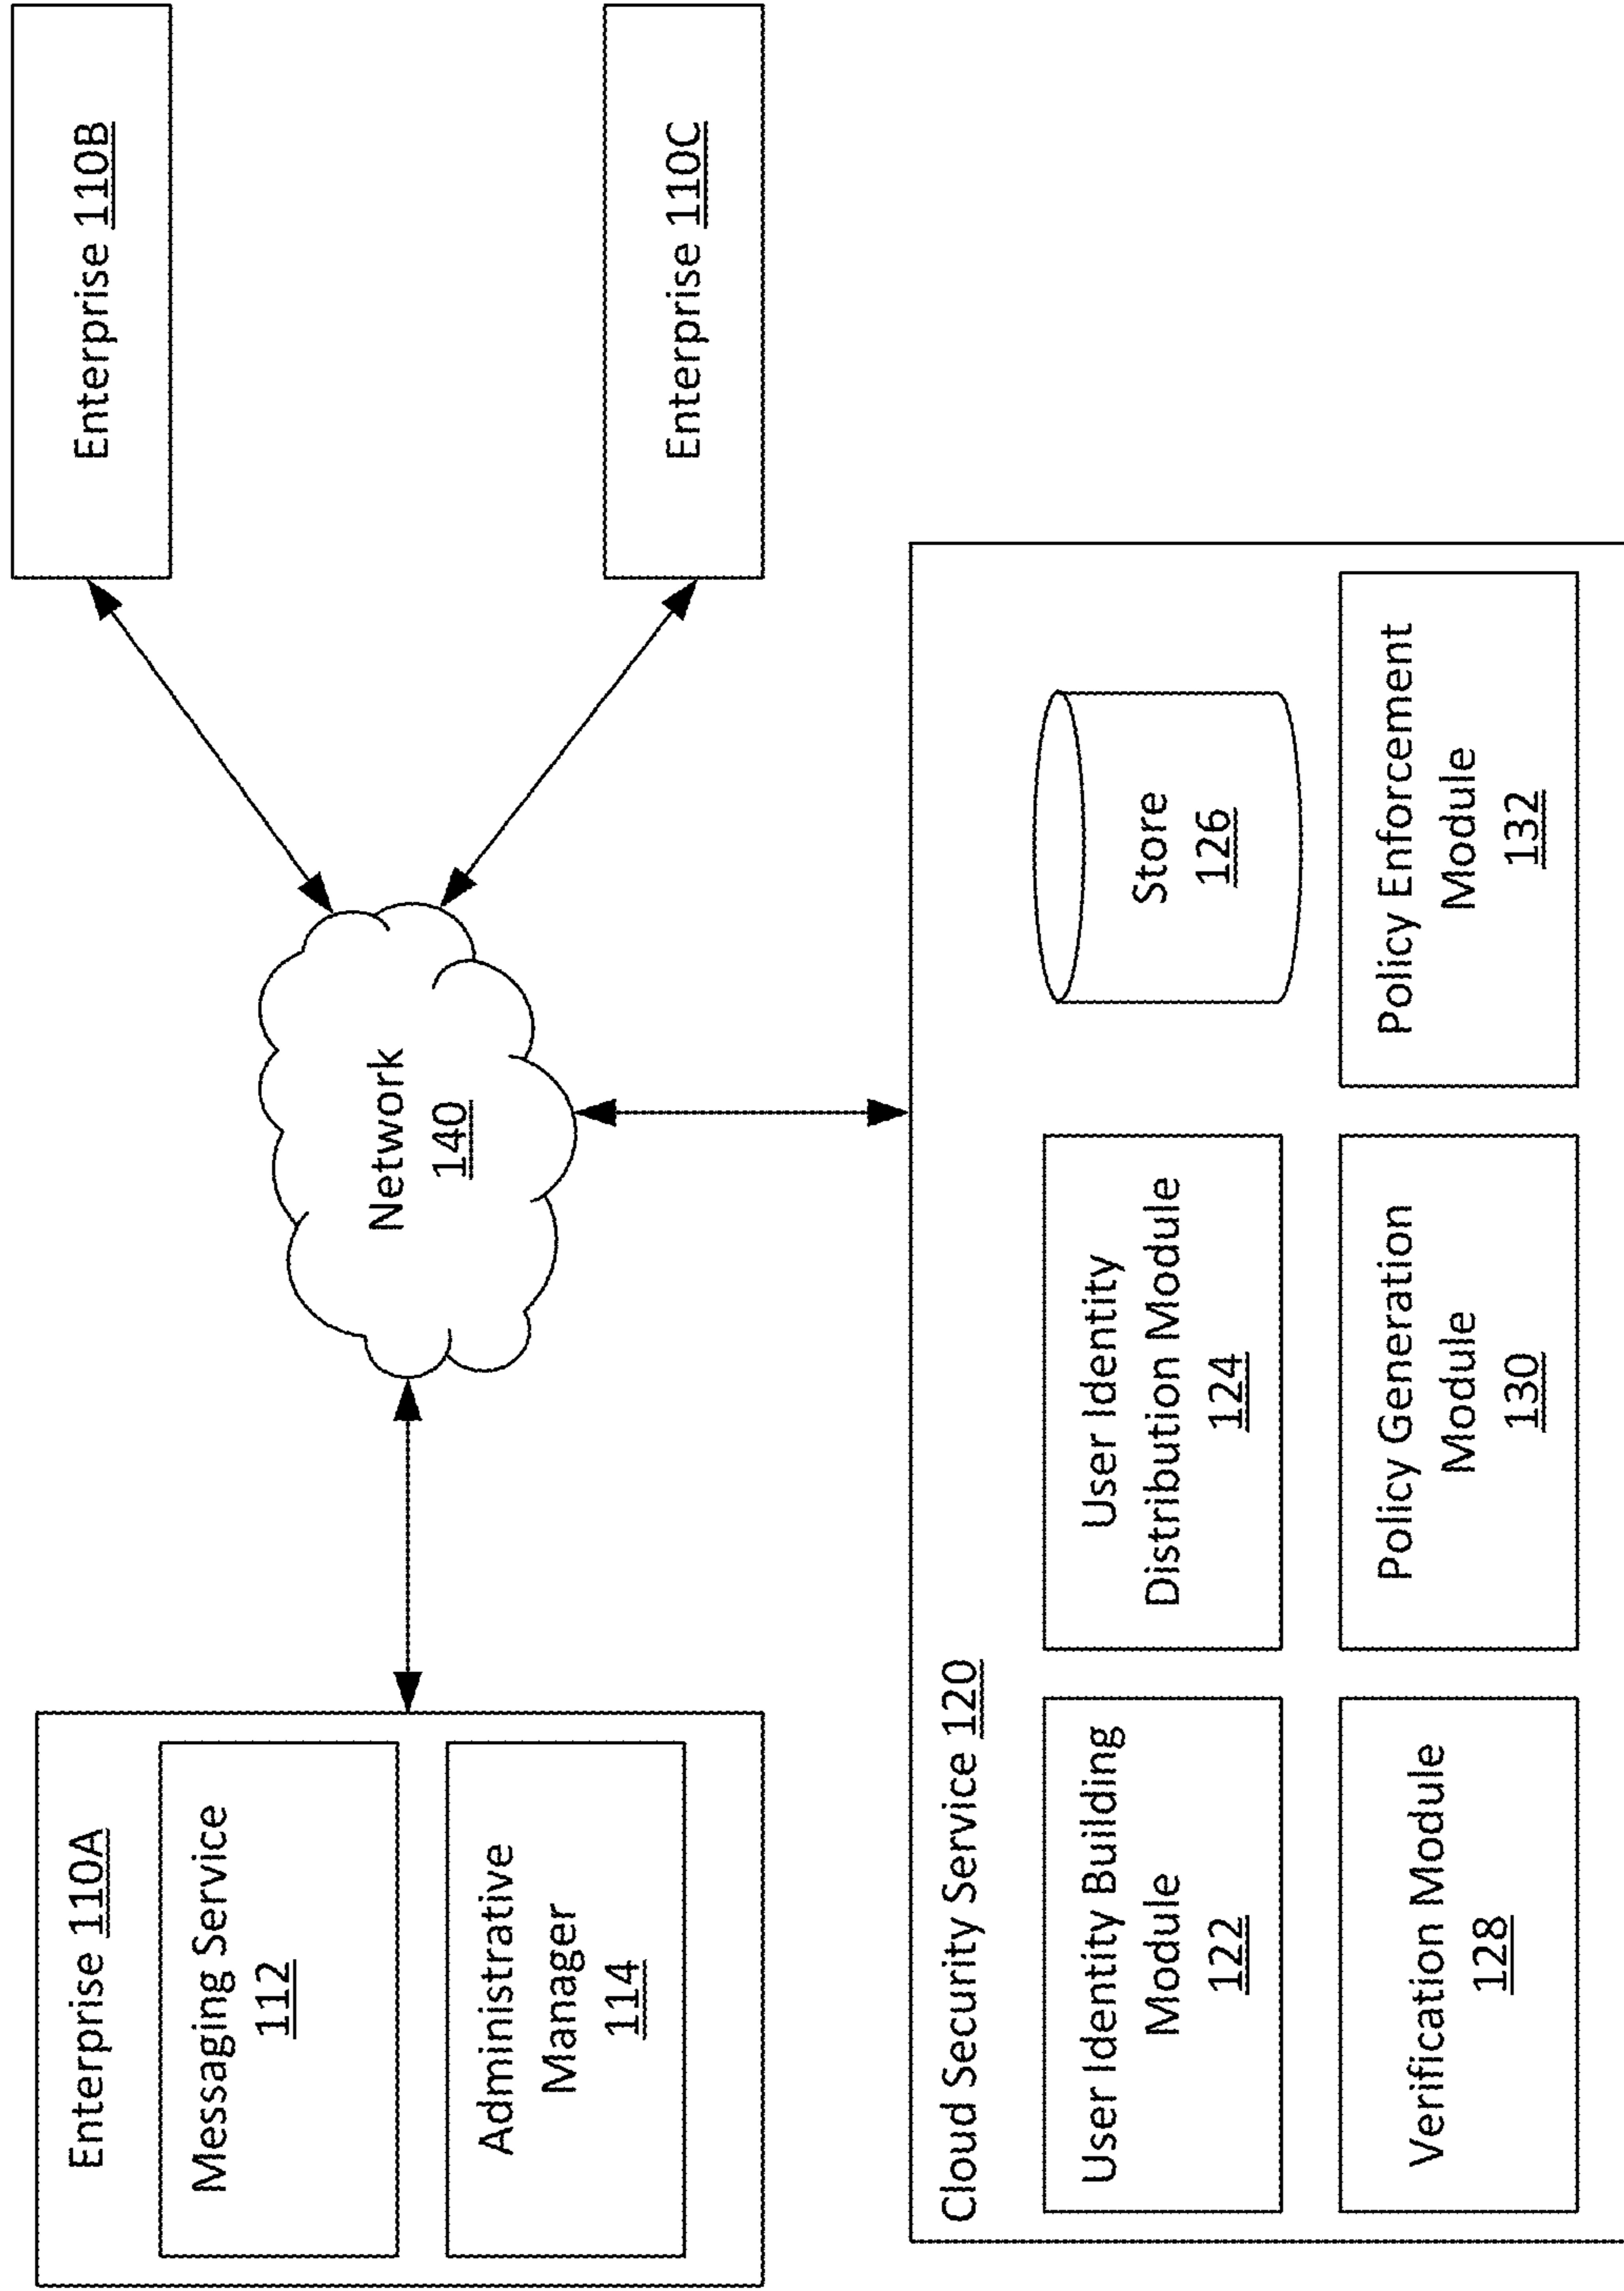 Enterprise 110A
Messaging Service
112
Administrative
Manager
114
Network
140
Enterprise 110B
Enterprise 110C
Cloud Security Service 120
User Identity Building
Module
122
User Identity
Distribution Module
124
Store
126
Verification Module
128
Policy Generation
Module
130
Policy Enforcement
Module
132